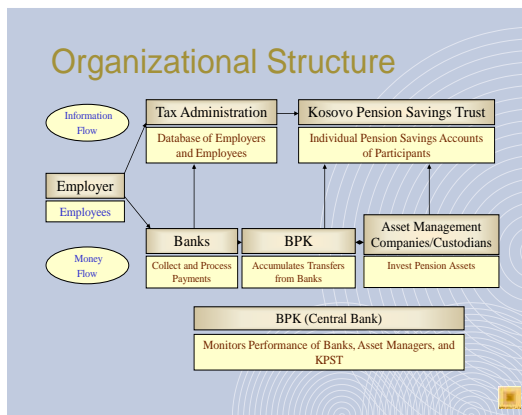 Organizational Structure
Information
Flow
Tax Administration
Database of Employers
and Employees
Kosovo Pension Savings Trust
Individual Pension Savings Accounts
of Participants
Employer
Employees
Money
Flow
Banks
Collect and Process
Payments
BPK
Accumulates Transfers
from Banks
Asset Management
Companies/Custodians
Invest Pension Assets
BPK (Central Bank)
Monitors Performance of Banks, Asset Managers, and
KPST